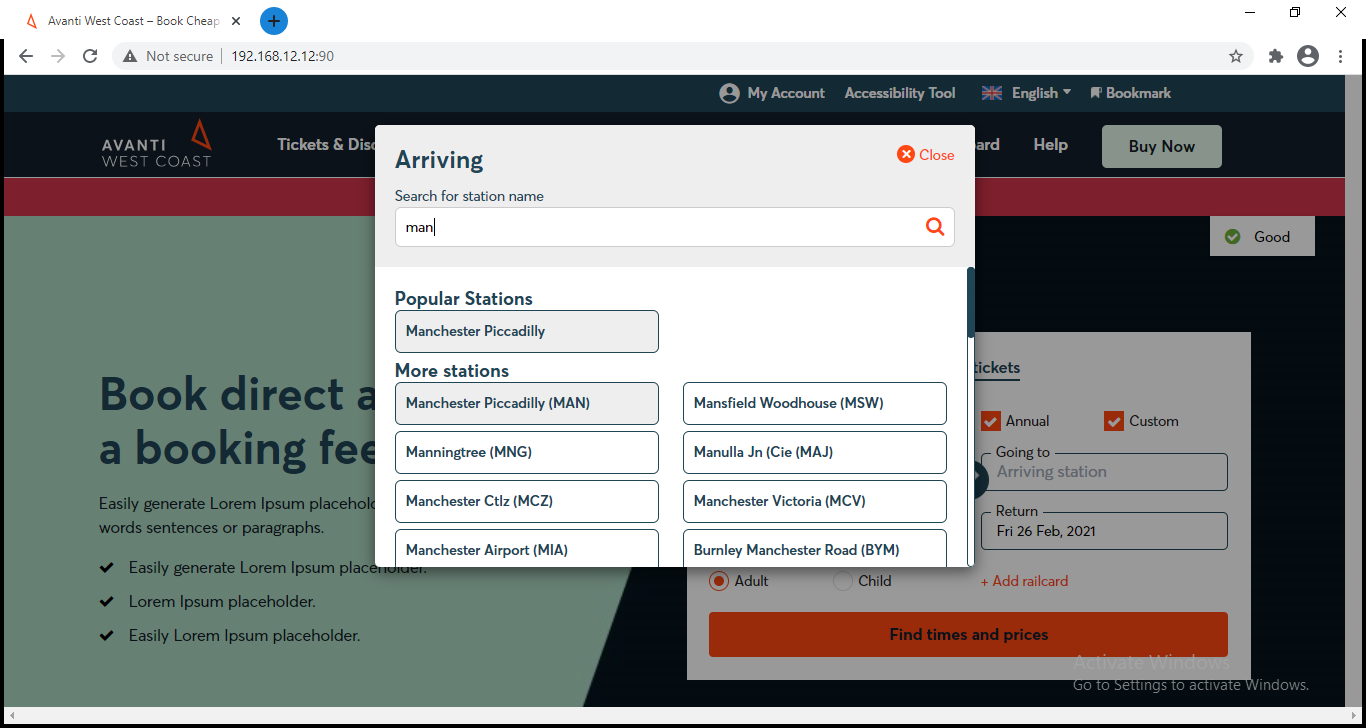 Avanti West Coast – Book Cheap
Not secure
192.168.12.12:90
My Account
Accessibility Tool
English
Bookmark
AVANTI
WEST COAST
Tickets & Disc
ard
Help
Buy Now
Arriving
Close
Search for station name
man
Good
Popular Stations
Manchester Piccadilly
More stations
Manchester Piccadilly (MAN)
Mansfield Woodhouse (MSW)
Manningtree (MNG)
Manulla Jn (Cie (MAJ)
Manchester Ctlz (MCZ)
Manchester Victoria (MCV)
Manchester Airport (MIA)
Burnley Manchester Road (BYM)
Book direct a
a booking fee
Easily generate Lorem Ipsum placehold
words sentences or paragraphs.
Easily generate Lorem Ipsum placeholder.
Lorem Ipsum placeholder.
Easily Lorem Ipsum placeholder.
tickets
Annual
Custom
Going to
Arriving station
Return
Fri 26 Feb, 2021
Adult
Child
+ Add railcard
Find times and prices
Activate Windows
Go to Settings to activate Windows.